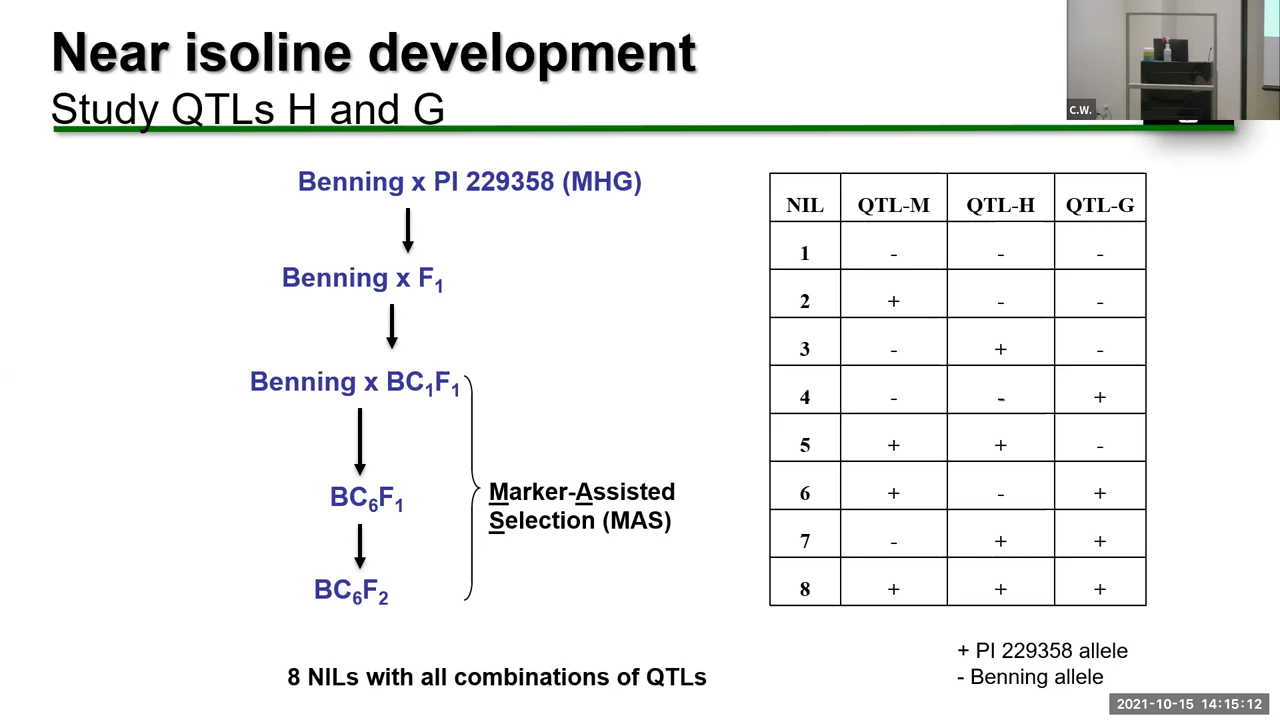 Near isoline development
Study QTLs H and G
C.W.
Benning x PI 229358 (MHG)
Benning x F1
Benning x BC1F1
BC6F1
BC6F2
Marker-Assisted
Selection (MAS)
8 NILs with all combinations of QTLs
NIL QTL-M QTL-H QTL-G
1 - - -
2 + - -
3 - + -
4 - - +
5 + + -
6 + - +
7 - + +
8 + + +
+ PI 229358 allele
- Benning allele
2021-10-15 14:15:12